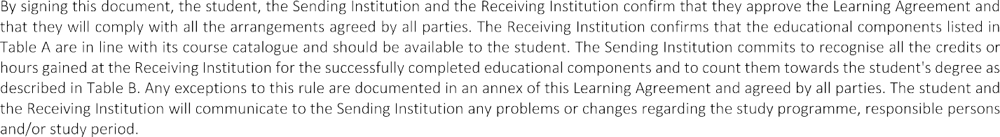 By signing this document, the student, the Sending Institution and the Receiving Institution confirm that they approve the Learning Agreement and
that they will comply with all the arrangements agreed by all parties. The Receiving Institution confirms that the educational components listed in
Table A are in line with its course catalogue and should be available to the student. The Sending Institution commits to recognise all the credits or
hours gained at the Receiving Institution for the successfully completed educational components and to count them towards the student's degree as
described in Table B. Any exceptions to this rule are documented in an annex of this Learning Agreement and agreed by all parties. The student and
the Receiving Institution will communicate to the Sending Institution any problems or changes regarding the study programme, responsible persons
and/or study period.